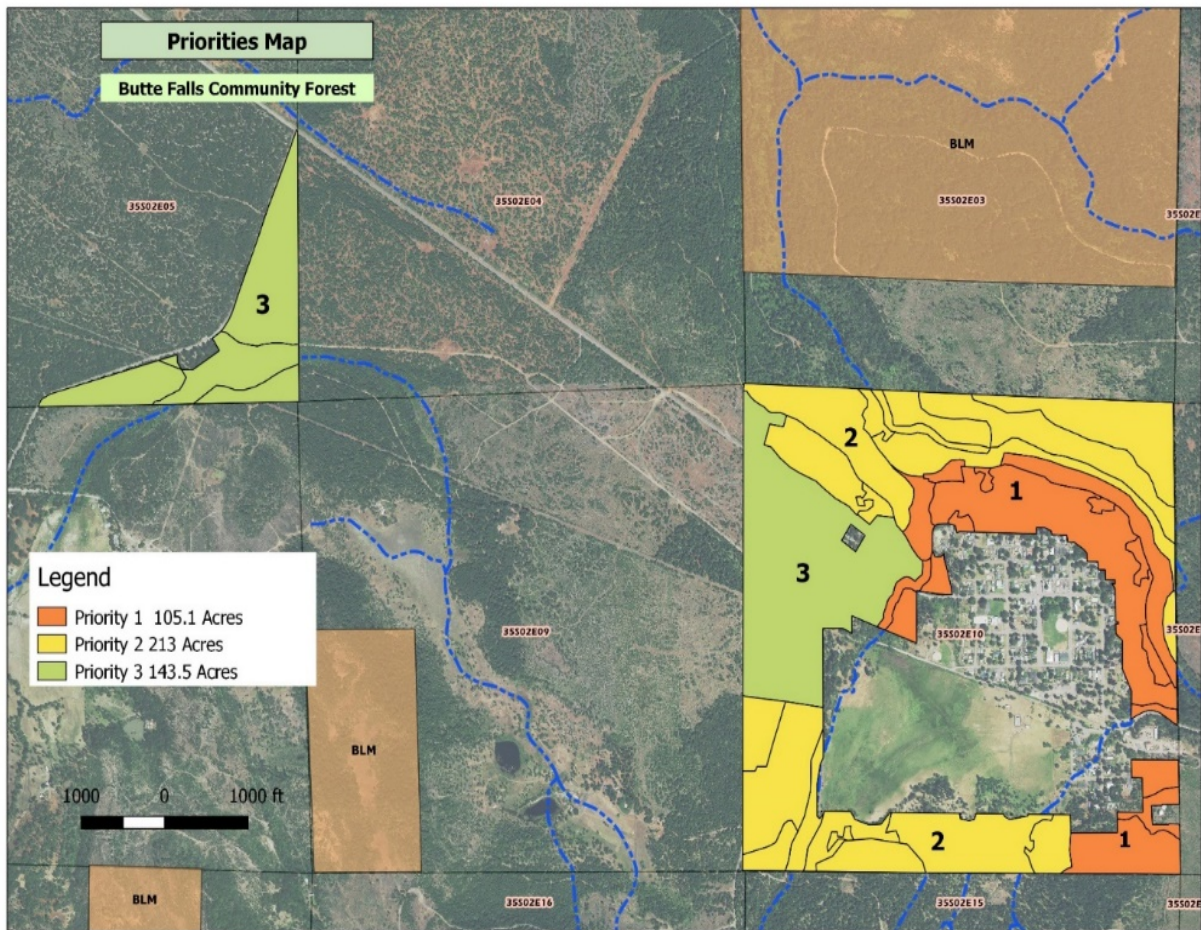 Priorities Map
Butte Falls Community Forest
BLM
35S02E05
35S02E04
35S02E03
35S02E
3
2
1
3
Legend
Priority 1 105.1 Acres
Priority 2 213 Acres
Priority 3 143.5 Acres
35S02E09
35S02E10
35S02E
BLM
1000 0 1000 ft
2
1
BLM
35S02E16
35S02E15
35S02E